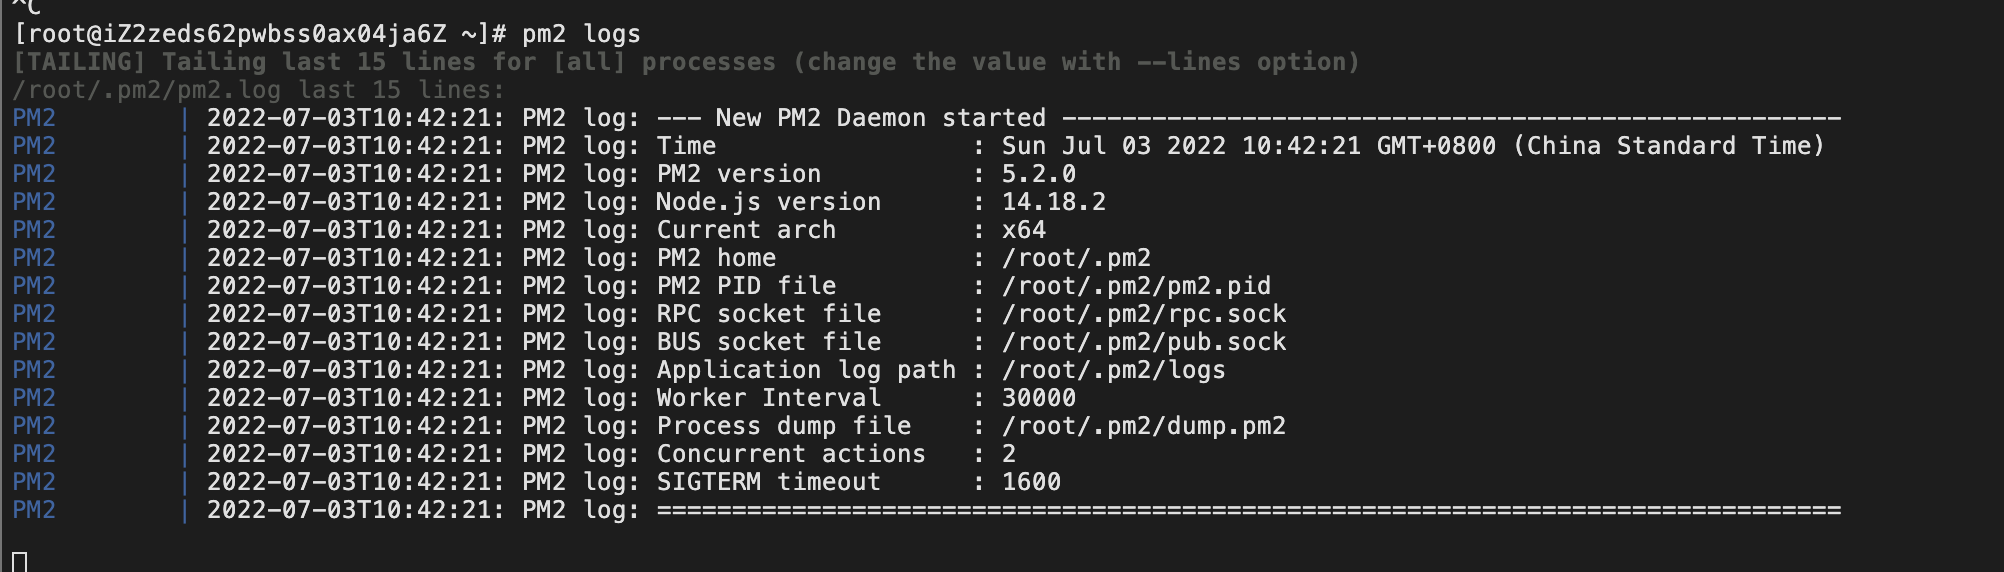 ^C
[root@iZ2zeds62pwbss0ax04ja6Z ~]# pm2 logs
[TAILING] Tailing last 15 lines for [all] processes (change the value with --lines option)
/root/.pm2/pm2.log last 15 lines:
PM2        | 2022-07-03T10:42:21: PM2 log: --- New PM2 Daemon started ----------------------------------------------------
PM2        | 2022-07-03T10:42:21: PM2 log: Time                 : Sun Jul 03 2022 10:42:21 GMT+0800 (China Standard Time)
PM2        | 2022-07-03T10:42:21: PM2 log: PM2 version          : 5.2.0
PM2        | 2022-07-03T10:42:21: PM2 log: Node.js version      : 14.18.2
PM2        | 2022-07-03T10:42:21: PM2 log: Current arch         : x64
PM2        | 2022-07-03T10:42:21: PM2 log: PM2 home             : /root/.pm2
PM2        | 2022-07-03T10:42:21: PM2 log: PM2 PID file         : /root/.pm2/pm2.pid
PM2        | 2022-07-03T10:42:21: PM2 log: RPC socket file      : /root/.pm2/rpc.sock
PM2        | 2022-07-03T10:42:21: PM2 log: BUS socket file      : /root/.pm2/pub.sock
PM2        | 2022-07-03T10:42:21: PM2 log: Application log path : /root/.pm2/logs
PM2        | 2022-07-03T10:42:21: PM2 log: Worker Interval      : 30000
PM2        | 2022-07-03T10:42:21: PM2 log: Process dump file    : /root/.pm2/dump.pm2
PM2        | 2022-07-03T10:42:21: PM2 log: Concurrent actions   : 2
PM2        | 2022-07-03T10:42:21: PM2 log: SIGTERM timeout      : 1600
PM2        | 2022-07-03T10:42:21: PM2 log: ===============================================================================